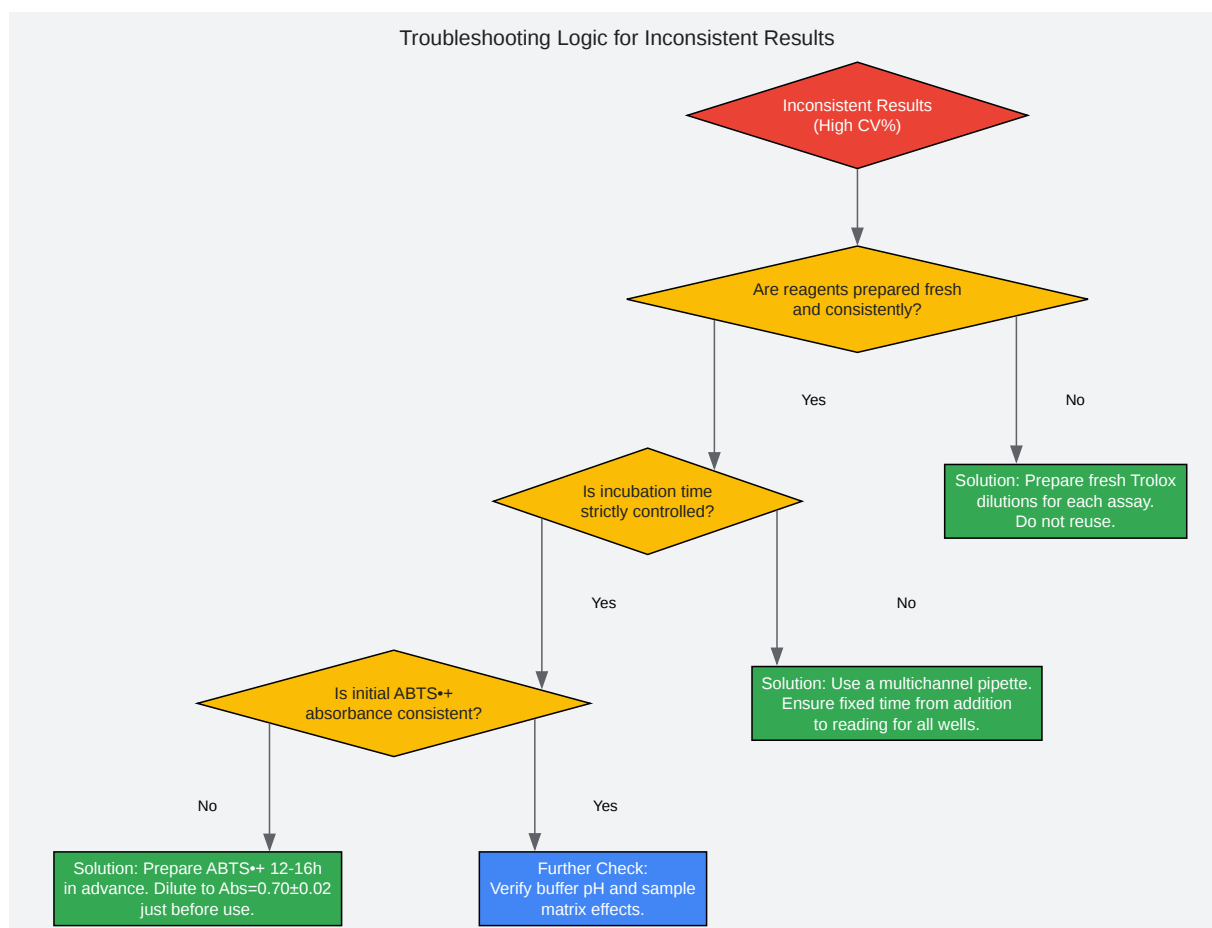 Troubleshooting Logic for Inconsistent Results
Inconsistent Results
(High CV%)
Are reagents prepared fresh
and consistently?
Yes
No
Is incubation time
strictly controlled?
Solution: Prepare fresh Trolox
dilutions for each assay.
Do not reuse.
Yes
No
Is initial ABTS•+
absorbance consistent?
Solution: Use a multichannel pipette.
Ensure fixed time from addition
to reading for all wells.
No
Yes
Solution: Prepare ABTS•+ 12-16h
in advance. Dilute to Abs=0.70±0.02
just before use.
Further Check:
Verify buffer pH and sample
matrix effects.